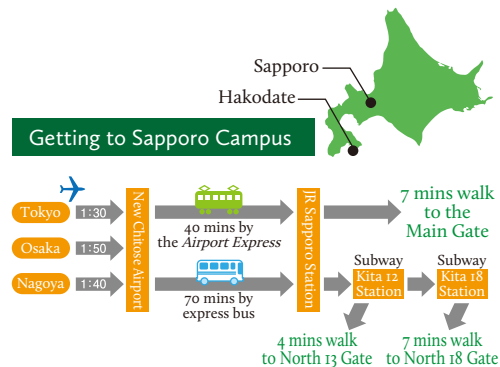 Sapporo
Hakodate
Getting to Sapporo Campus
Tokyo
1:30
Osaka
1:50
Nagoya
1:40
New Chitose Airport
40 mins by
the Airport Express
70 mins by
express bus
JR Sapporo Station
7 mins walk
to the
Main Gate
Subway
Kita 12
Station
Subway
Kita 18
Station
4 mins walk
to North 13 Gate
7 mins walk
to North 18 Gate